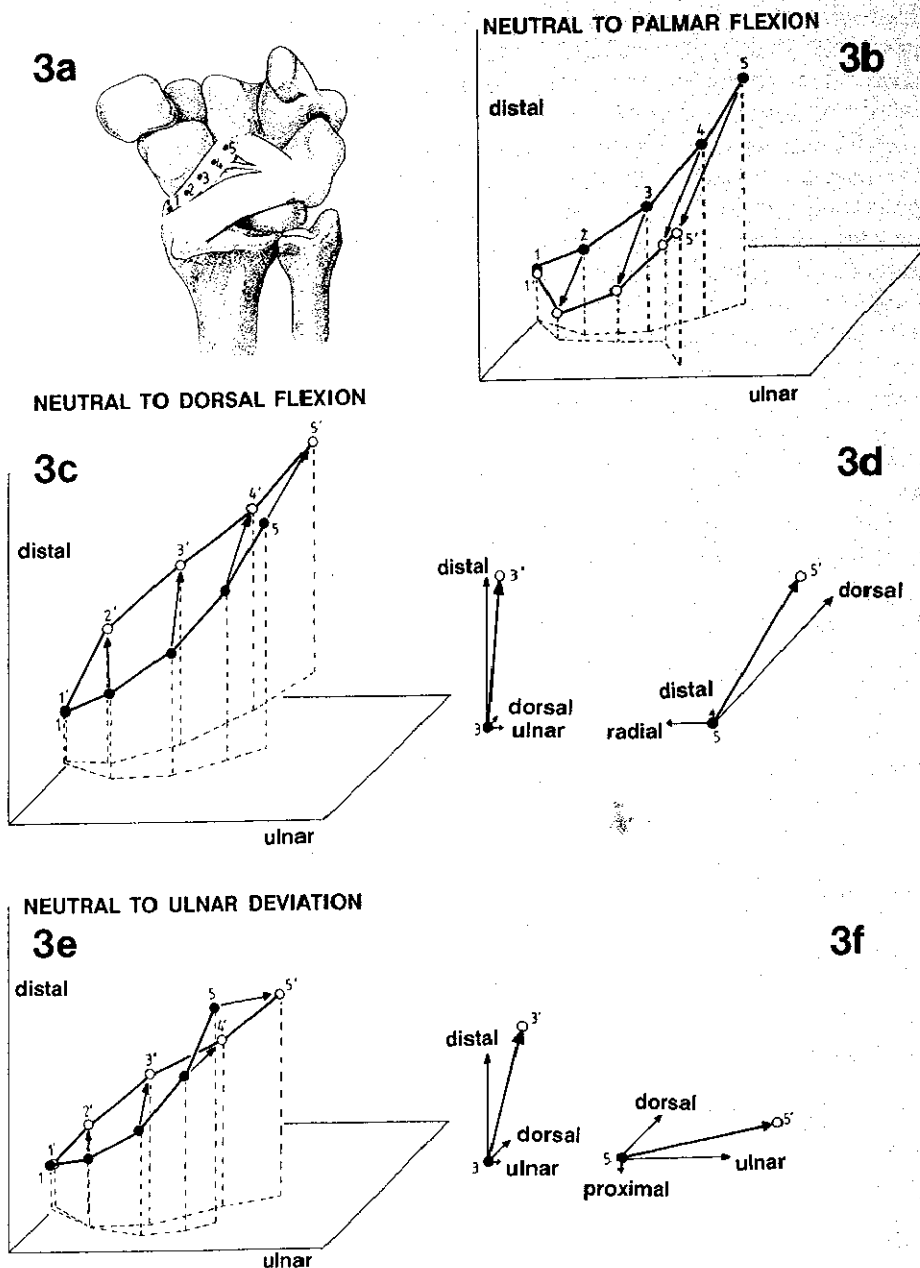 NEUTRAL TO PALMAR FLEXION
3a
3b
1 2 3 4 5
distal
5
4
3
2
1
1'
5'
ulnar
NEUTRAL TO DORSAL FLEXION
3c
3d
distal
5'
4'
5
3'
2'
1'
1
ulnar
distal
3'
dorsal
3
ulnar
5'
dorsal
distal
radial
5
NEUTRAL TO ULNAR DEVIATION
3e
3f
distal
5
5'
4'
3'
2'
1'
1
ulnar
distal
3'
dorsal
3
ulnar
dorsal
5'
5
ulnar
proximal